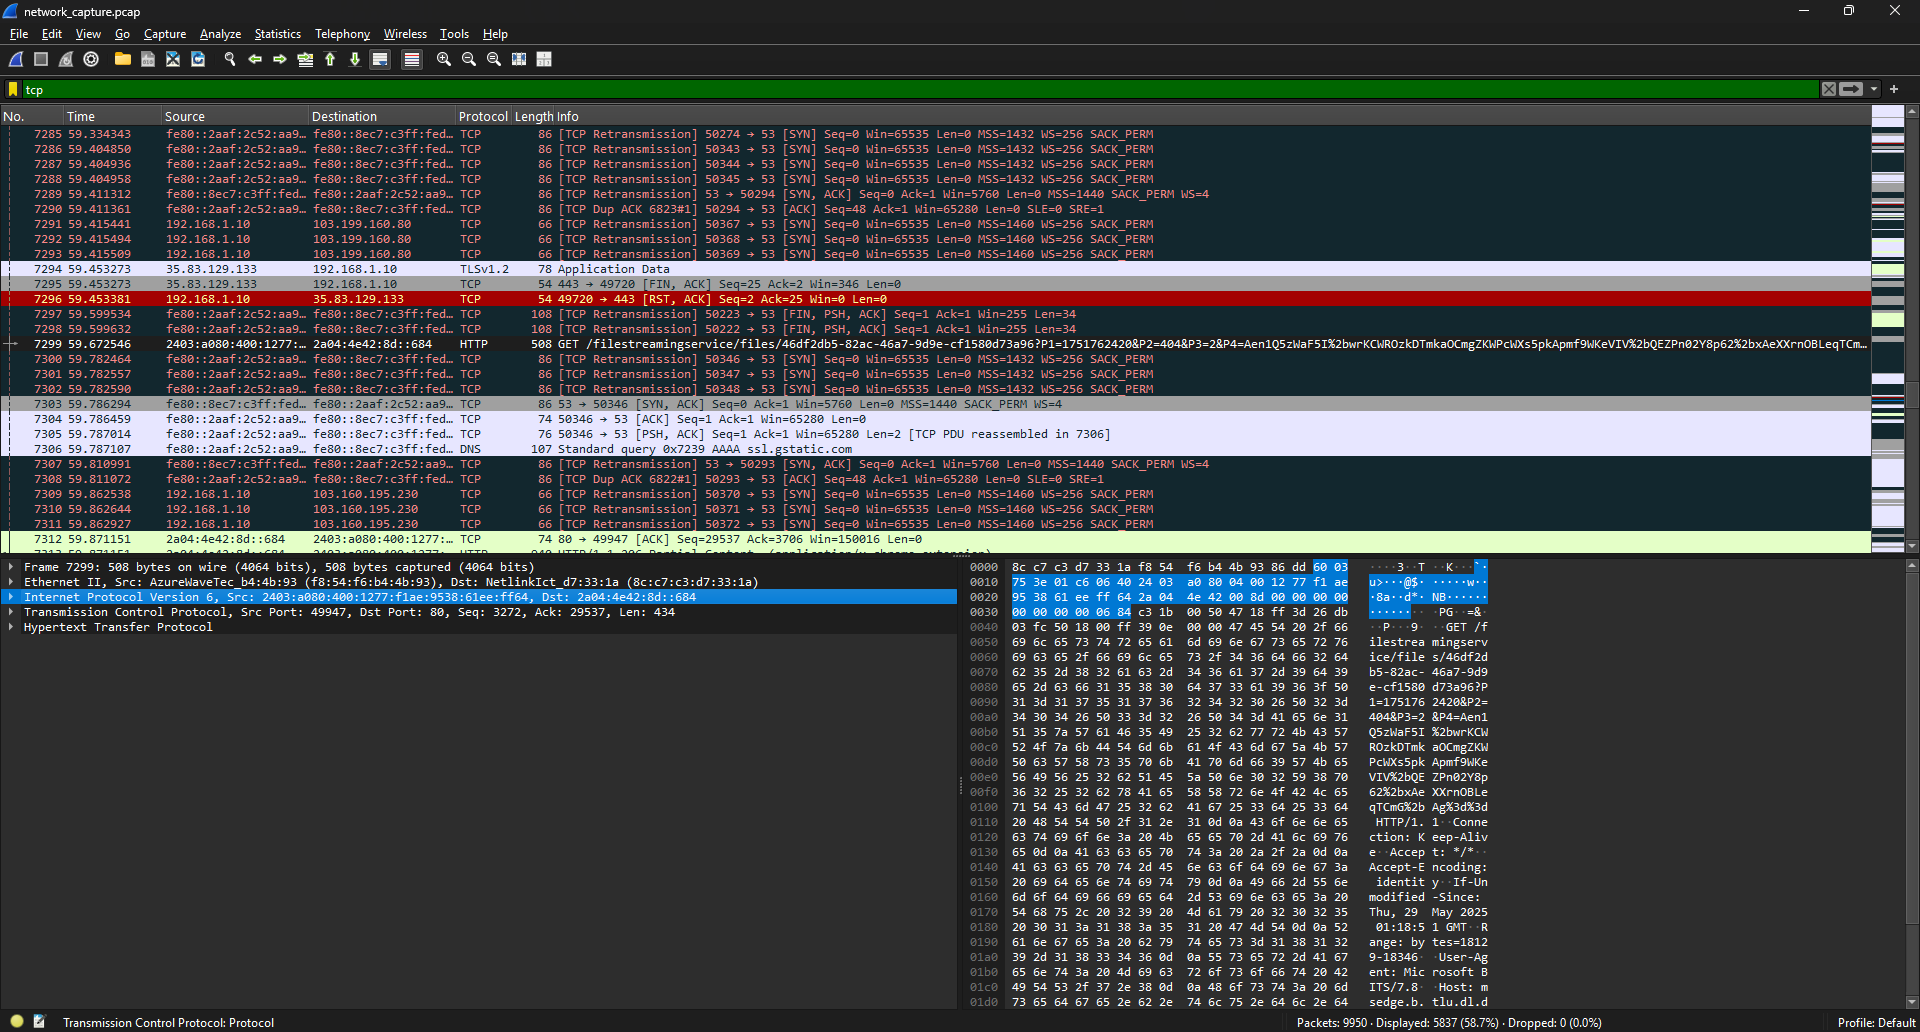 network_capture.pcap
File Edit View Go Capture Analyze Statistics Telephony Wireless Tools Help
tcp
No. Time Source Destination Protocol Length Info
7285 59.334343 fe80::2aaf:2c52:aa9… fe80::8ec7:c3ff:fed… TCP 86 [TCP Retransmission] 50274 → 53 [SYN] Seq=0 Win=65535 Len=0 MSS=1432 WS=256 SACK_PERM
7286 59.404850 fe80::2aaf:2c52:aa9… fe80::8ec7:c3ff:fed… TCP 86 [TCP Retransmission] 50343 → 53 [SYN] Seq=0 Win=65535 Len=0 MSS=1432 WS=256 SACK_PERM
7287 59.404936 fe80::2aaf:2c52:aa9… fe80::8ec7:c3ff:fed… TCP 86 [TCP Retransmission] 50344 → 53 [SYN] Seq=0 Win=65535 Len=0 MSS=1432 WS=256 SACK_PERM
7288 59.404958 fe80::2aaf:2c52:aa9… fe80::8ec7:c3ff:fed… TCP 86 [TCP Retransmission] 50345 → 53 [SYN] Seq=0 Win=65535 Len=0 MSS=1432 WS=256 SACK_PERM
7289 59.411312 fe80::8ec7:c3ff:fed… fe80::2aaf:2c52:aa9… TCP 86 [TCP Retransmission] 53 → 50294 [SYN, ACK] Seq=0 Ack=1 Win=5760 Len=0 MSS=1440 SACK_PERM WS=4
7290 59.411361 fe80::2aaf:2c52:aa9… fe80::8ec7:c3ff:fed… TCP 86 [TCP Dup ACK 6823#1] 50294 → 53 [ACK] Seq=48 Ack=1 Win=65280 Len=0 SLE=0 SRE=1
7291 59.415441 192.168.1.10 103.199.160.80 TCP 66 [TCP Retransmission] 50367 → 53 [SYN] Seq=0 Win=65535 Len=0 MSS=1460 WS=256 SACK_PERM
7292 59.415494 192.168.1.10 103.199.160.80 TCP 66 [TCP Retransmission] 50368 → 53 [SYN] Seq=0 Win=65535 Len=0 MSS=1460 WS=256 SACK_PERM
7293 59.415509 192.168.1.10 103.199.160.80 TCP 66 [TCP Retransmission] 50369 → 53 [SYN] Seq=0 Win=65535 Len=0 MSS=1460 WS=256 SACK_PERM
7294 59.453273 35.83.129.133 192.168.1.10 TLSv1.2 78 Application Data
7295 59.453273 35.83.129.133 192.168.1.10 TCP 54 443 → 49720 [FIN, ACK] Seq=25 Ack=2 Win=346 Len=0
7296 59.453381 192.168.1.10 35.83.129.133 TCP 54 49720 → 443 [RST, ACK] Seq=2 Ack=25 Win=0 Len=0
7297 59.599534 fe80::2aaf:2c52:aa9… fe80::8ec7:c3ff:fed… TCP 108 [TCP Retransmission] 50223 → 53 [FIN, PSH, ACK] Seq=1 Ack=1 Win=255 Len=34
7298 59.599632 fe80::2aaf:2c52:aa9… fe80::8ec7:c3ff:fed… TCP 108 [TCP Retransmission] 50222 → 53 [FIN, PSH, ACK] Seq=1 Ack=1 Win=255 Len=34
7299 59.672546 2403:a080:400:1277:… 2a04:4e42:8d::684 HTTP 508 GET /filestreamingservice/files/46df2db5-82ac-46a7-9d9e-cf1580d73a96?P1=1751762420&P2=404&P3=2&P4=Aen1Q5zWaF5I%2bwrKCWROzkDTmkaOCmgZKWPcWXs5pkApmf9WKeVIV%2bQEZPn02Y8p62%2bxAeXXrnOBLeqTCm…
7300 59.782464 fe80::2aaf:2c52:aa9… fe80::8ec7:c3ff:fed… TCP 86 [TCP Retransmission] 50346 → 53 [SYN] Seq=0 Win=65535 Len=0 MSS=1432 WS=256 SACK_PERM
7301 59.782557 fe80::2aaf:2c52:aa9… fe80::8ec7:c3ff:fed… TCP 86 [TCP Retransmission] 50347 → 53 [SYN] Seq=0 Win=65535 Len=0 MSS=1432 WS=256 SACK_PERM
7302 59.782590 fe80::2aaf:2c52:aa9… fe80::8ec7:c3ff:fed… TCP 86 [TCP Retransmission] 50348 → 53 [SYN] Seq=0 Win=65535 Len=0 MSS=1432 WS=256 SACK_PERM
7303 59.786294 fe80::8ec7:c3ff:fed… fe80::2aaf:2c52:aa9… TCP 86 53 → 50346 [SYN, ACK] Seq=0 Ack=1 Win=5760 Len=0 MSS=1440 SACK_PERM WS=4
7304 59.786459 fe80::2aaf:2c52:aa9… fe80::8ec7:c3ff:fed… TCP 74 50346 → 53 [ACK] Seq=1 Ack=1 Win=65280 Len=0
7305 59.787014 fe80::2aaf:2c52:aa9… fe80::8ec7:c3ff:fed… TCP 76 50346 → 53 [PSH, ACK] Seq=1 Ack=1 Win=65280 Len=2 [TCP PDU reassembled in 7306]
7306 59.787107 fe80::2aaf:2c52:aa9… fe80::8ec7:c3ff:fed… DNS 107 Standard query 0x7239 AAAA ssl.gstatic.com
7307 59.810991 fe80::8ec7:c3ff:fed… fe80::2aaf:2c52:aa9… TCP 86 [TCP Retransmission] 53 → 50293 [SYN, ACK] Seq=0 Ack=1 Win=5760 Len=0 MSS=1440 SACK_PERM WS=4
7308 59.811072 fe80::2aaf:2c52:aa9… fe80::8ec7:c3ff:fed… TCP 86 [TCP Dup ACK 6822#1] 50293 → 53 [ACK] Seq=48 Ack=1 Win=65280 Len=0 SLE=0 SRE=1
7309 59.862538 192.168.1.10 103.160.195.230 TCP 66 [TCP Retransmission] 50370 → 53 [SYN] Seq=0 Win=65535 Len=0 MSS=1460 WS=256 SACK_PERM
7310 59.862644 192.168.1.10 103.160.195.230 TCP 66 [TCP Retransmission] 50371 → 53 [SYN] Seq=0 Win=65535 Len=0 MSS=1460 WS=256 SACK_PERM
7311 59.862927 192.168.1.10 103.160.195.230 TCP 66 [TCP Retransmission] 50372 → 53 [SYN] Seq=0 Win=65535 Len=0 MSS=1460 WS=256 SACK_PERM
7312 59.871151 2a04:4e42:8d::684 2403:a080:400:1277:… TCP 74 80 → 49947 [ACK] Seq=29537 Ack=3706 Win=150016 Len=0
Frame 7299: 508 bytes on wire (4064 bits), 508 bytes captured (4064 bits)
Ethernet II, Src: AzureWaveTec_b4:4b:93 (f8:54:f6:b4:4b:93), Dst: NetlinkIct_d7:33:1a (8c:c7:c3:d7:33:1a)
Internet Protocol Version 6, Src: 2403:a080:400:1277:f1ae:9538:61ee:ff64, Dst: 2a04:4e42:8d::684
Transmission Control Protocol, Src Port: 49947, Dst Port: 80, Seq: 3272, Ack: 29537, Len: 434
Hypertext Transfer Protocol
0000 8c c7 c3 d7 33 1a f8 54 f6 b4 4b 93 86 dd 60 03 ····3··T ··K···`·
0010 75 3e 01 c6 06 40 24 03 a0 80 04 00 12 77 f1 ae u>···@$· ·····w··
0020 95 38 61 ee ff 64 2a 04 4e 42 00 8d 00 00 00 00 ·8a··d*· NB······
0030 00 00 00 00 06 84 c3 1b 00 50 47 18 ff 3d 26 db ········ ·PG··=&·
0040 03 fc 50 18 00 ff 39 0e 00 00 47 45 54 20 2f 66 ··P···9· ··GET /f
0050 69 6c 65 73 74 72 65 61 6d 69 6e 67 73 65 72 76 ilestrea mingserv
0060 69 63 65 2f 66 69 6c 65 73 2f 34 36 64 66 32 64 ice/file s/46df2d
0070 62 35 2d 38 32 61 63 2d 34 36 61 37 2d 39 64 39 b5-82ac- 46a7-9d9
0080 65 2d 63 66 31 35 38 30 64 37 33 61 39 36 3f 50 e-cf1580 d73a96?P
0090 31 3d 31 37 35 31 37 36 32 34 32 30 26 50 32 3d 1=175176 2420&P2=
00a0 34 30 34 26 50 33 3d 32 26 50 34 3d 41 65 6e 31 404&P3=2 &P4=Aen1
00b0 51 35 7a 57 61 46 35 49 25 32 62 77 72 4b 43 57 Q5zWaF5I %2bwrKCW
00c0 52 4f 7a 6b 44 54 6d 6b 61 4f 43 6d 67 5a 4b 57 ROzkDTmk aOCmgZKW
00d0 50 63 57 58 73 35 70 6b 41 70 6d 66 39 57 4b 65 PcWXs5pk Apmf9WKe
00e0 56 49 56 25 32 62 51 45 5a 50 6e 30 32 59 38 70 VIV%2bQE ZPn02Y8p
00f0 36 32 25 32 62 78 41 65 58 58 72 6e 4f 42 4c 65 62%2bxAe XXrnOBLe
0100 71 54 43 6d 47 25 32 62 41 67 25 33 64 25 33 64 qTCmG%2b Ag%3d%3d
0110 20 48 54 54 50 2f 31 2e 31 0d 0a 43 6f 6e 6e 65 HTTP/1. 1··Conne
0120 63 74 69 6f 6e 3a 20 4b 65 65 70 2d 41 6c 69 76 ction: K eep-Aliv
0130 65 0d 0a 41 63 63 65 70 74 3a 20 2a 2f 2a 0d 0a e··Accep t: */*··
0140 41 63 63 65 70 74 2d 45 6e 63 6f 64 69 6e 67 3a Accept-E ncoding:
0150 20 69 64 65 6e 74 69 74 79 0d 0a 49 66 2d 55 6e identit y··If-Un
0160 6d 6f 64 69 66 69 65 64 2d 53 69 6e 63 65 3a 20 modified -Since:
0170 54 68 75 2c 20 32 39 20 4d 61 79 20 32 30 32 35 Thu, 29 May 2025
0180 20 30 31 3a 31 38 3a 35 31 20 47 4d 54 0d 0a 52 01:18:5 1 GMT··R
0190 61 6e 67 65 3a 20 62 79 74 65 73 3d 31 38 31 32 ange: by tes=1812
01a0 39 2d 31 38 33 34 36 0d 0a 55 73 65 72 2d 41 67 9-18346· ·User-Ag
01b0 65 6e 74 3a 20 4d 69 63 72 6f 73 6f 66 74 20 42 ent: Mic rosoft B
01c0 49 54 53 2f 37 2e 38 0d 0a 48 6f 73 74 3a 20 6d ITS/7.8· ·Host: m
01d0 73 65 64 67 65 2e 62 2e 74 6c 75 2e 64 6c 2e 64 sedge.b. tlu.dl.d
Transmission Control Protocol: Protocol
Packets: 9950 · Displayed: 5837 (58.7%) · Dropped: 0 (0.0%)
Profile: Default